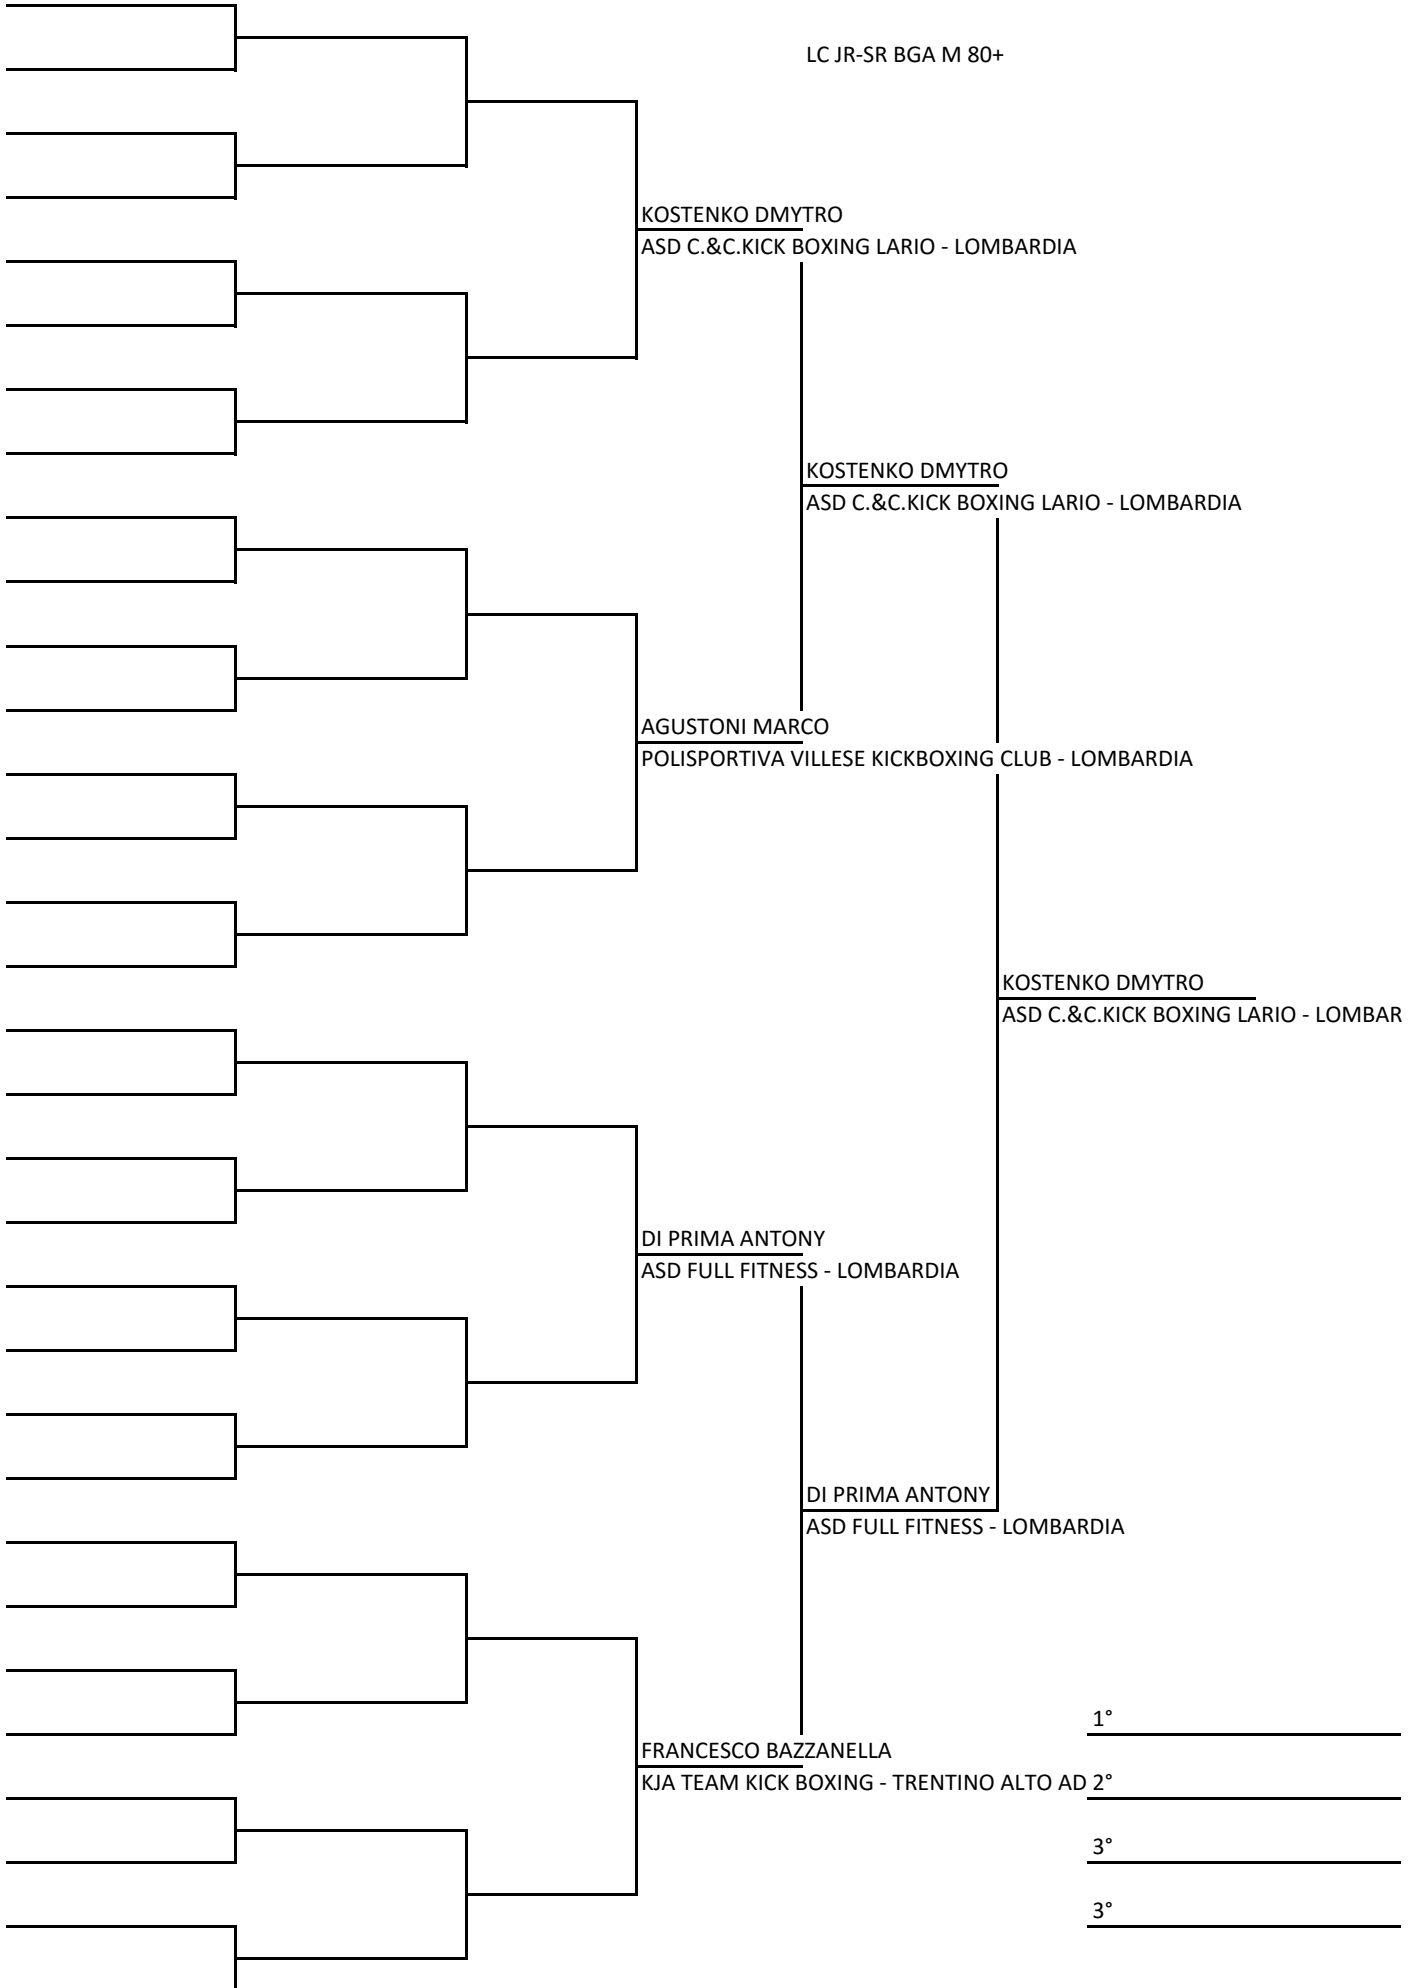 LC JR-SR BGA M 80+
KOSTENKO DMYTRO
ASD C.&C.KICK BOXING LARIO - LOMBARDIA
KOSTENKO DMYTRO
ASD C.&C.KICK BOXING LARIO - LOMBARDIA
AGUSTONI MARCO
POLISPORTIVA VILLESE KICKBOXING CLUB - LOMBARDIA
KOSTENKO DMYTRO
ASD C.&C.KICK BOXING LARIO - LOMBAR
DI PRIMA ANTONY
ASD FULL FITNESS - LOMBARDIA
DI PRIMA ANTONY
ASD FULL FITNESS - LOMBARDIA
1°
FRANCESCO BAZZANELLA
KJA TEAM KICK BOXING - TRENTINO ALTO AD
2°
3°
3°